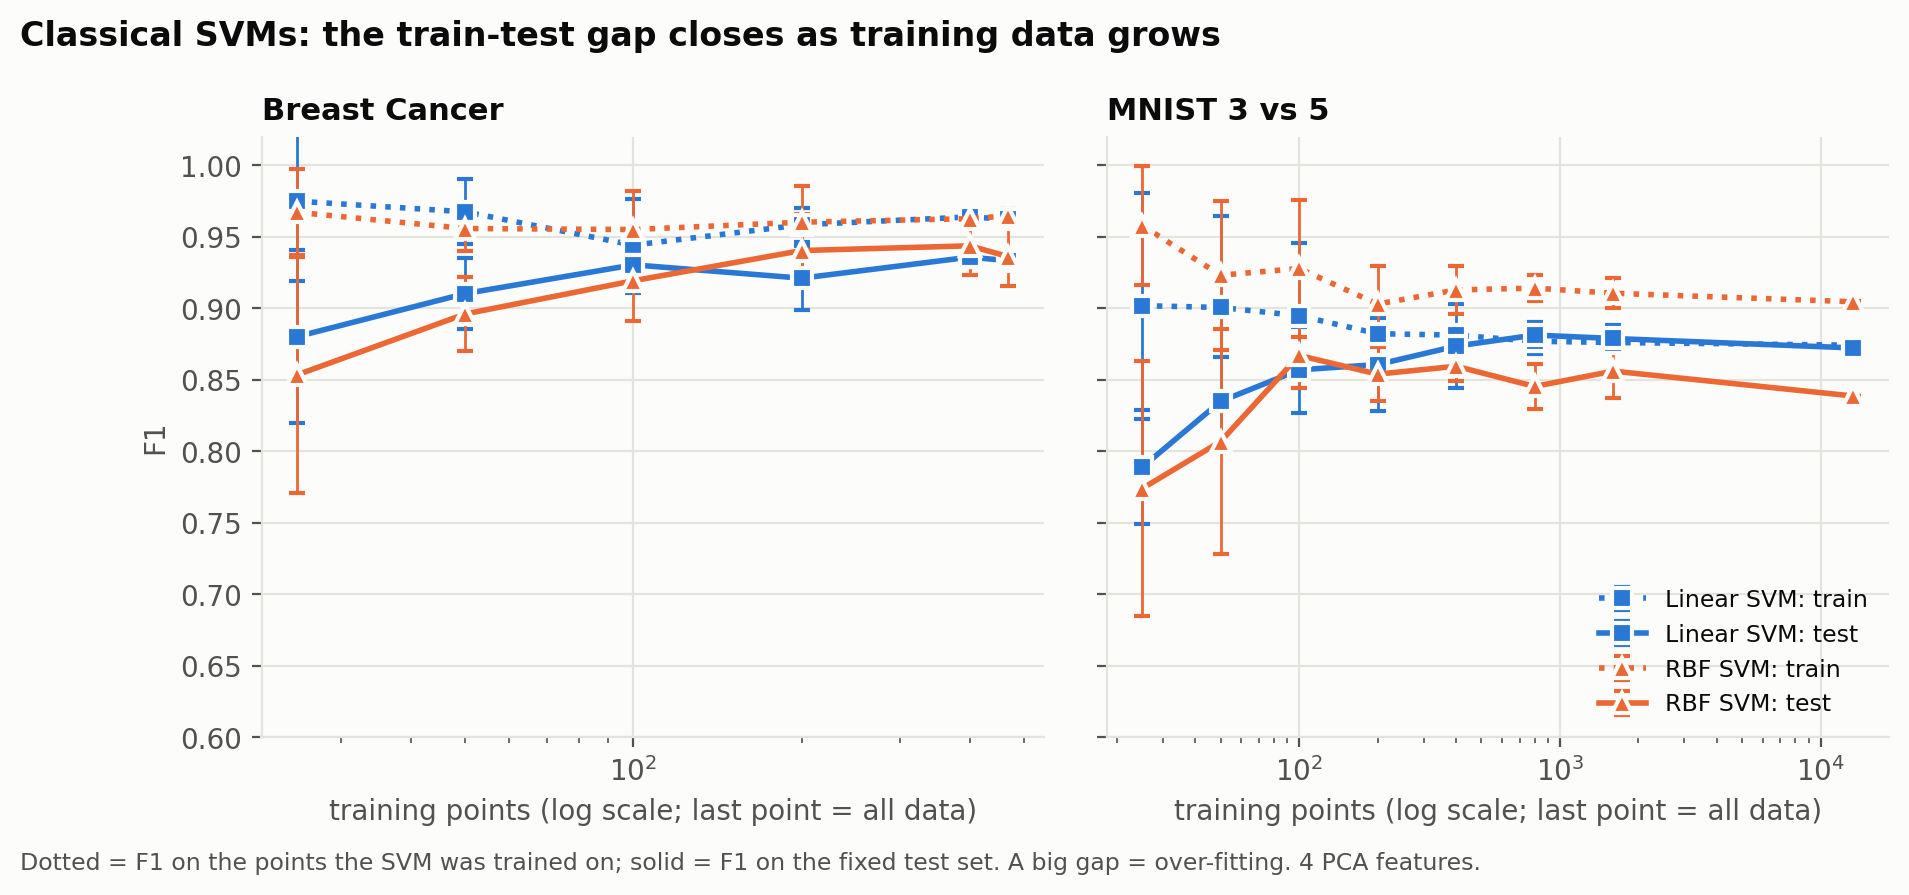 Classical SVMs: the train-test gap closes as training data grows
Breast Cancer
MNIST 3 vs 5
1.00
0.95
0.90
0.85
0.80
0.75
0.70
0.65
0.60
F1
10²
10²
10³
10⁴
Linear SVM: train
Linear SVM: test
RBF SVM: train
RBF SVM: test
training points (log scale; last point = all data)
training points (log scale; last point = all data)
Dotted = F1 on the points the SVM was trained on; solid = F1 on the fixed test set. A big gap = over-fitting. 4 PCA features.